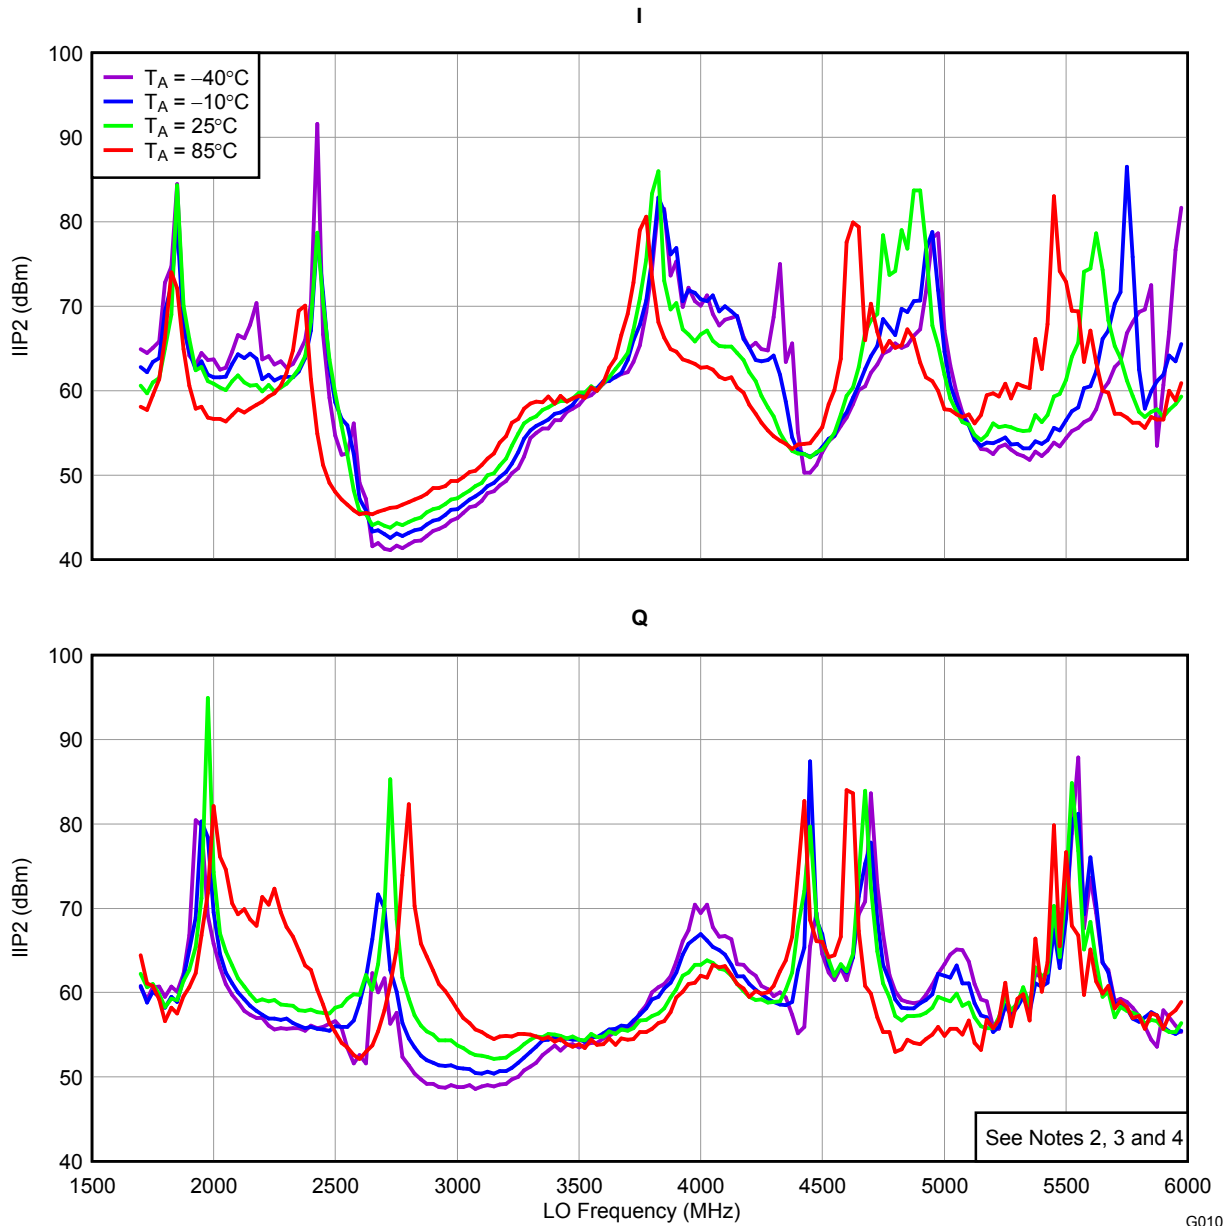 I
100
90
80
70
60
50
40
IIP2 (dBm)
T_A = −40°C
T_A = −10°C
T_A = 25°C
T_A = 85°C
Q
100
90
80
70
60
50
40
IIP2 (dBm)
See Notes 2, 3 and 4
1500 2000 2500 3000 3500 4000 4500 5000 5500 6000
LO Frequency (MHz)
G010